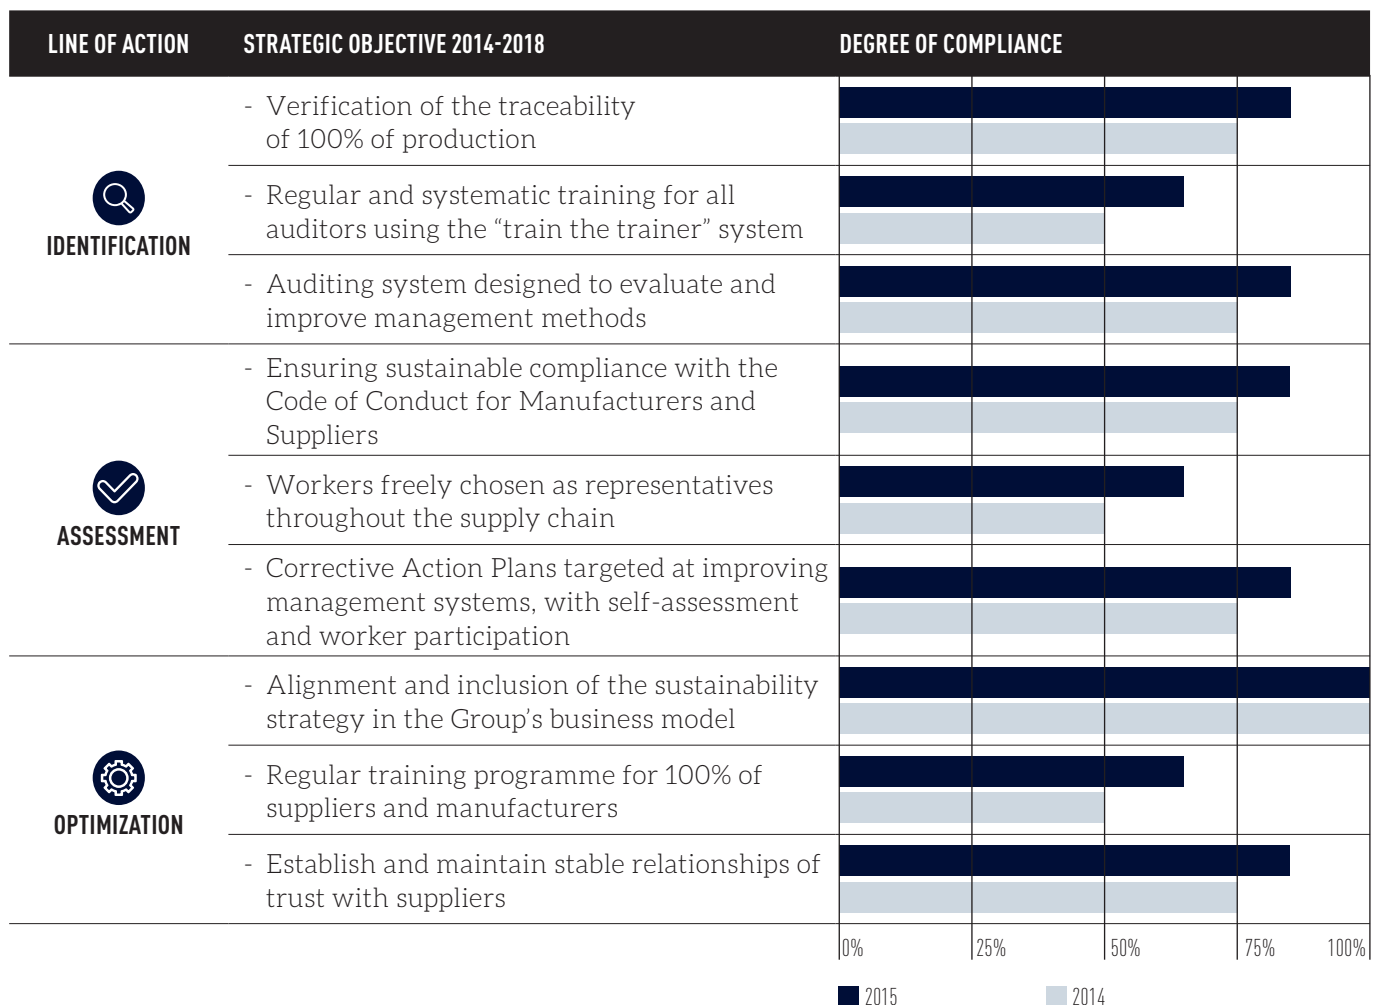 LINE OF ACTION STRATEGIC OBJECTIVE 2014-2018 DEGREE OF COMPLIANCE
IDENTIFICATION
- Verification of the traceability
of 100% of production
- Regular and systematic training for all
auditors using the “train the trainer” system
- Auditing system designed to evaluate and
improve management methods
ASSESSMENT
- Ensuring sustainable compliance with the
Code of Conduct for Manufacturers and
Suppliers
- Workers freely chosen as representatives
throughout the supply chain
- Corrective Action Plans targeted at improving
management systems, with self-assessment
and worker participation
OPTIMIZATION
- Alignment and inclusion of the sustainability
strategy in the Group’s business model
- Regular training programme for 100% of
suppliers and manufacturers
- Establish and maintain stable relationships of
trust with suppliers
0% 25% 50% 75% 100%
2015 2014